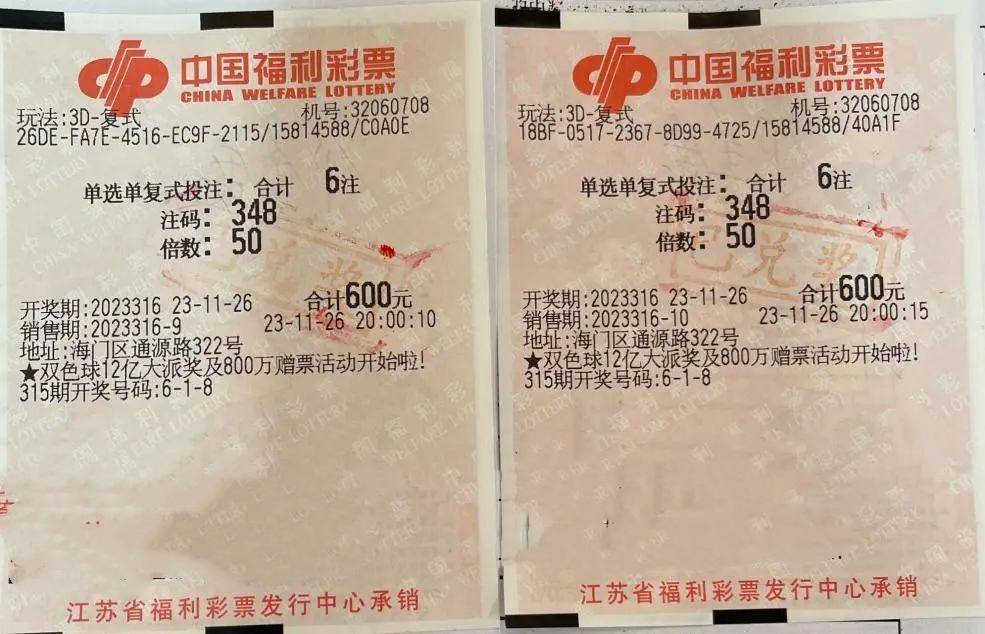 中国福利彩票
CHINA WELFARE LOTTERY
玩法:3D-复式 机号:32060708
26DE-FA7E-4516-EC9F-2115/15814588/C0A0E
单选单复式投注: 合计 6注
注码: 348
倍数: 50
开奖期:2023316 23-11-26 合计600元
销售期:2023316-9 23-11-26 20:00:10
地址:海门区通源路322号
★双色球12亿大派奖及800万赠票活动开始啦!
315期开奖号码:6-1-8
江苏省福利彩票发行中心承销
中国福利彩票
CHINA WELFARE LOTTERY
玩法:3D-复式 机号:32060708
18BF-0517-2367-8D99-4725/15814588/40A1F
单选单复式投注: 合计 6注
注码: 348
倍数: 50
已兑奖
开奖期:2023316 23-11-26 合计600元
销售期:2023316-10 23-11-26 20:00:15
地址:海门区通源路322号
★双色球12亿大派奖及800万赠票活动开始啦!
315期开奖号码:6-1-8
江苏省福利彩票发行中心承销